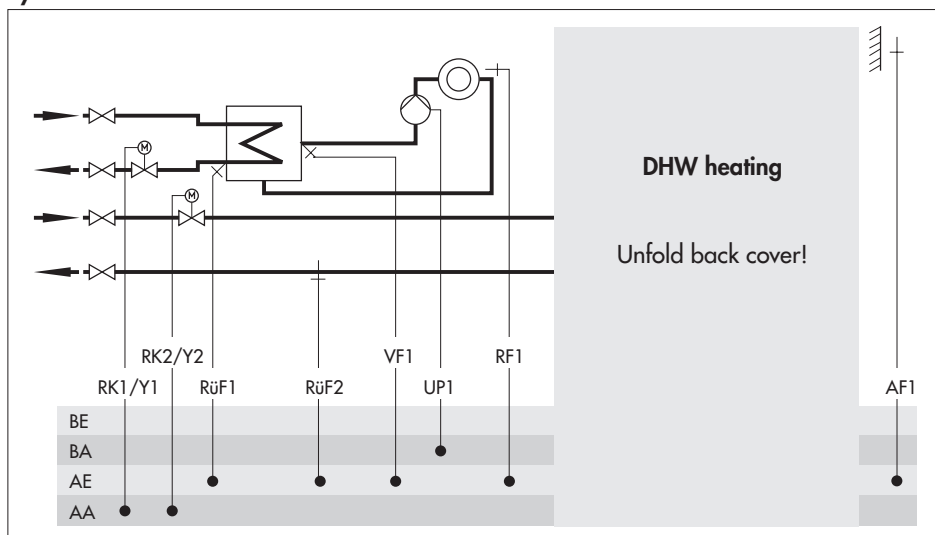 M
M
DHW heating
Unfold back cover!
RK2/Y2 VF1 RF1
RK1/Y1 RüF1 RüF2 UP1 AF1
BE
BA
AE
AA